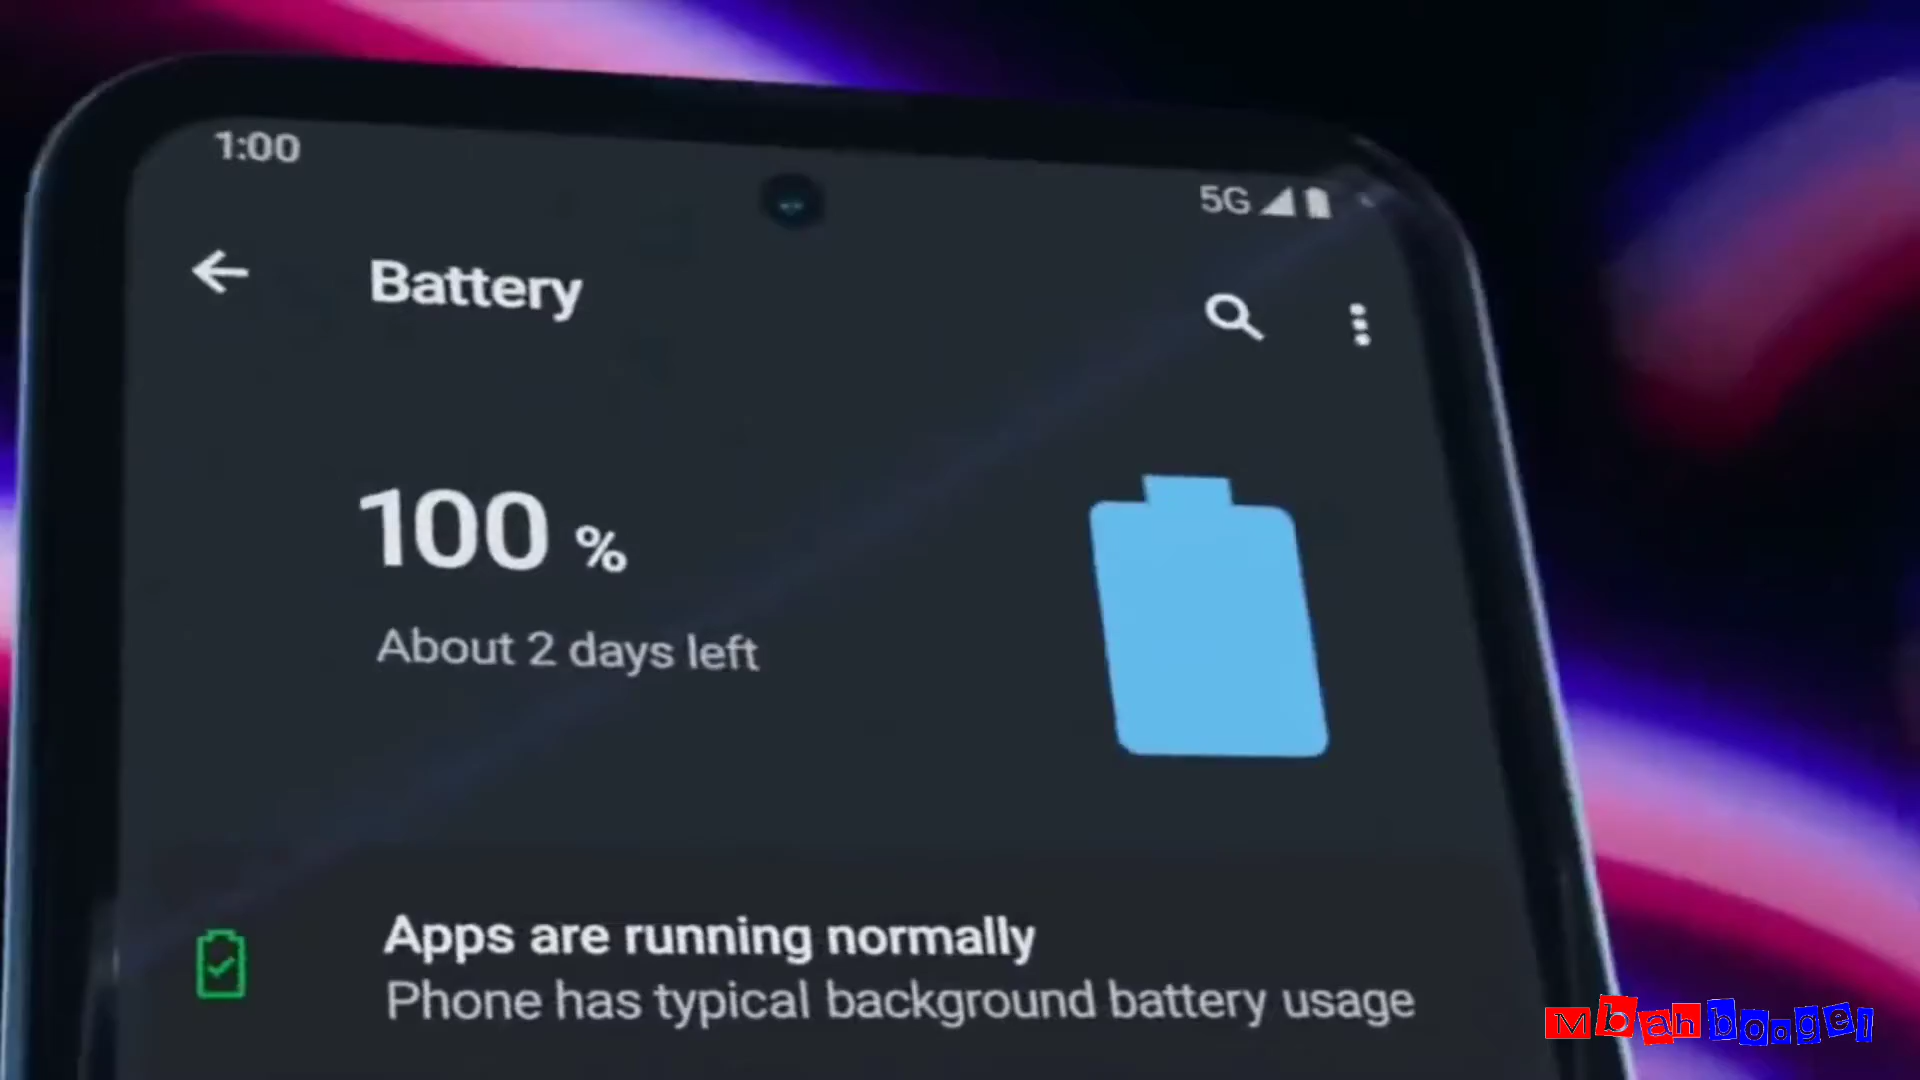 1:00
5G
Battery
100 %
About 2 days left
Apps are running normally
Phone has typical background battery usage
Mbah boogel